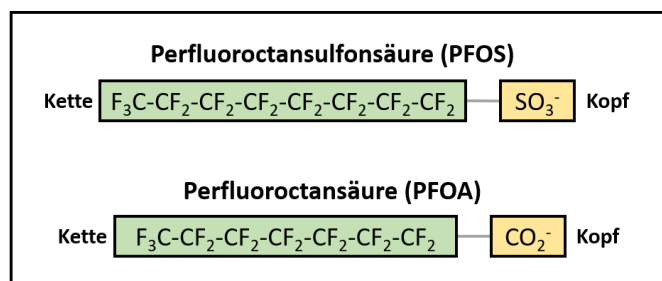 Perfluoroctansulfonsäure (PFOS)
Kette F₃C-CF₂-CF₂-CF₂-CF₂-CF₂-CF₂-CF₂ SO₃⁻ Kopf
Perfluoroctansäure (PFOA)
Kette F₃C-CF₂-CF₂-CF₂-CF₂-CF₂-CF₂ CO₂⁻ Kopf